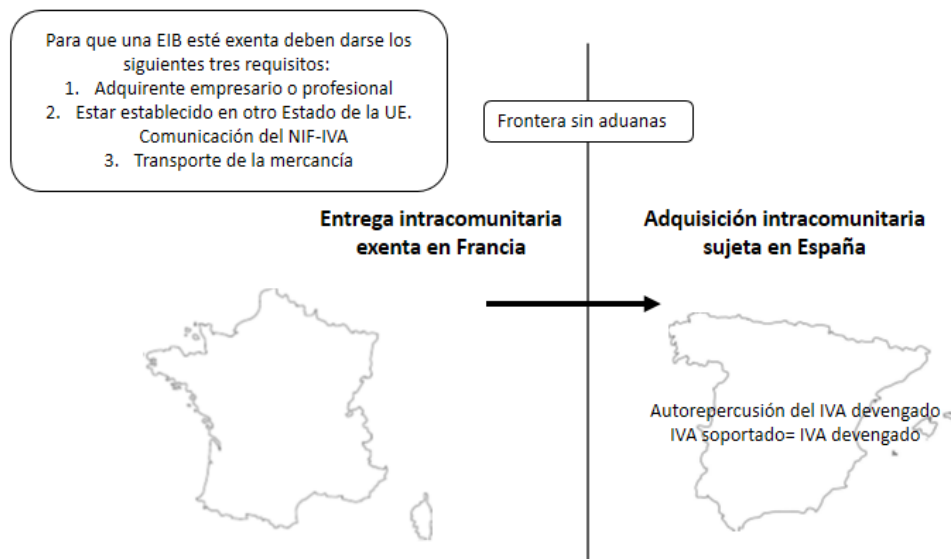 Para que una EIB esté exenta deben darse los
siguientes tres requisitos:
1. Adquirente empresario o profesional
2. Estar establecido en otro Estado de la UE.
Comunicación del NIF-IVA
3. Transporte de la mercancía
Frontera sin aduanas
Entrega intracomunitaria
exenta en Francia
Adquisición intracomunitaria
sujeta en España
Autorepercusión del IVA devengado
IVA soportado= IVA devengado